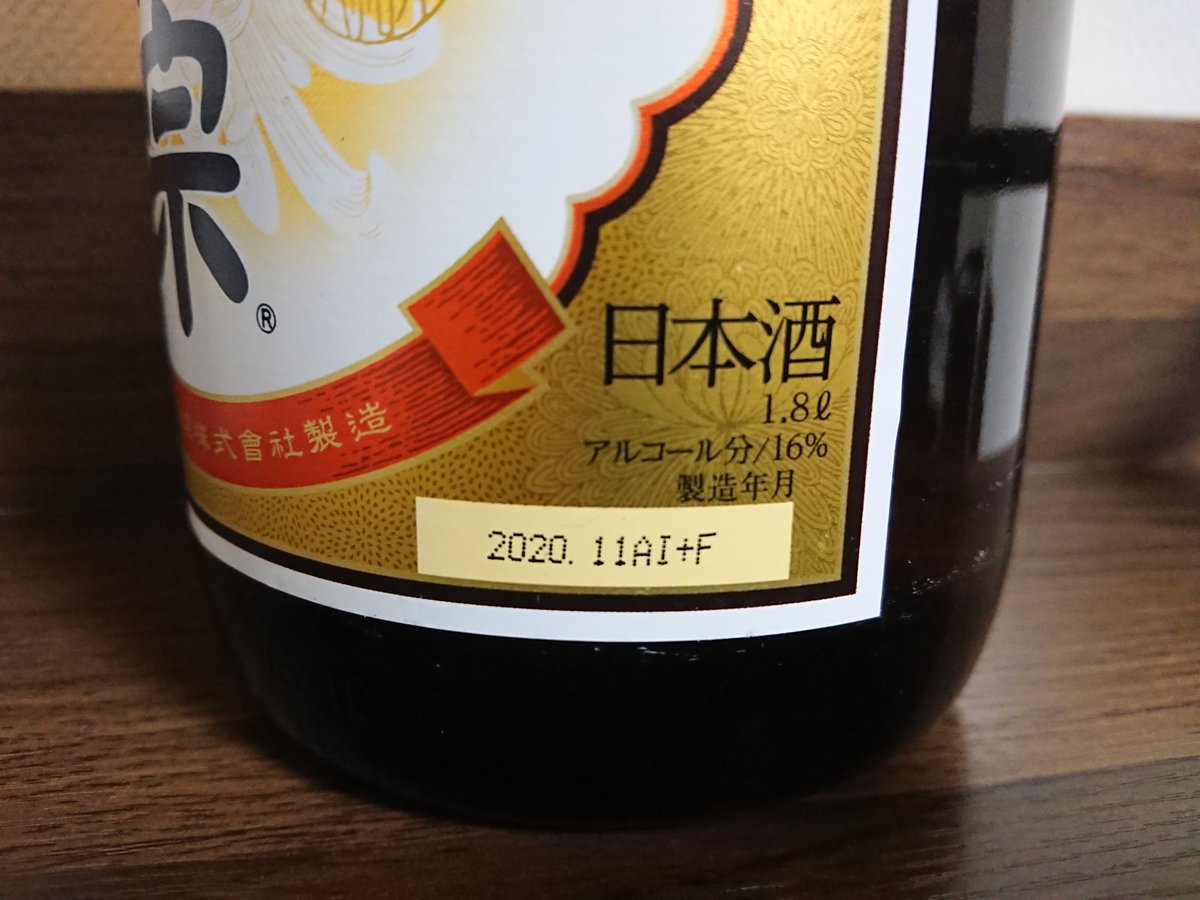 ®
株式會社製造
日本酒
1.8ℓ
アルコール分/16%
製造年月
2020. 11AI+F